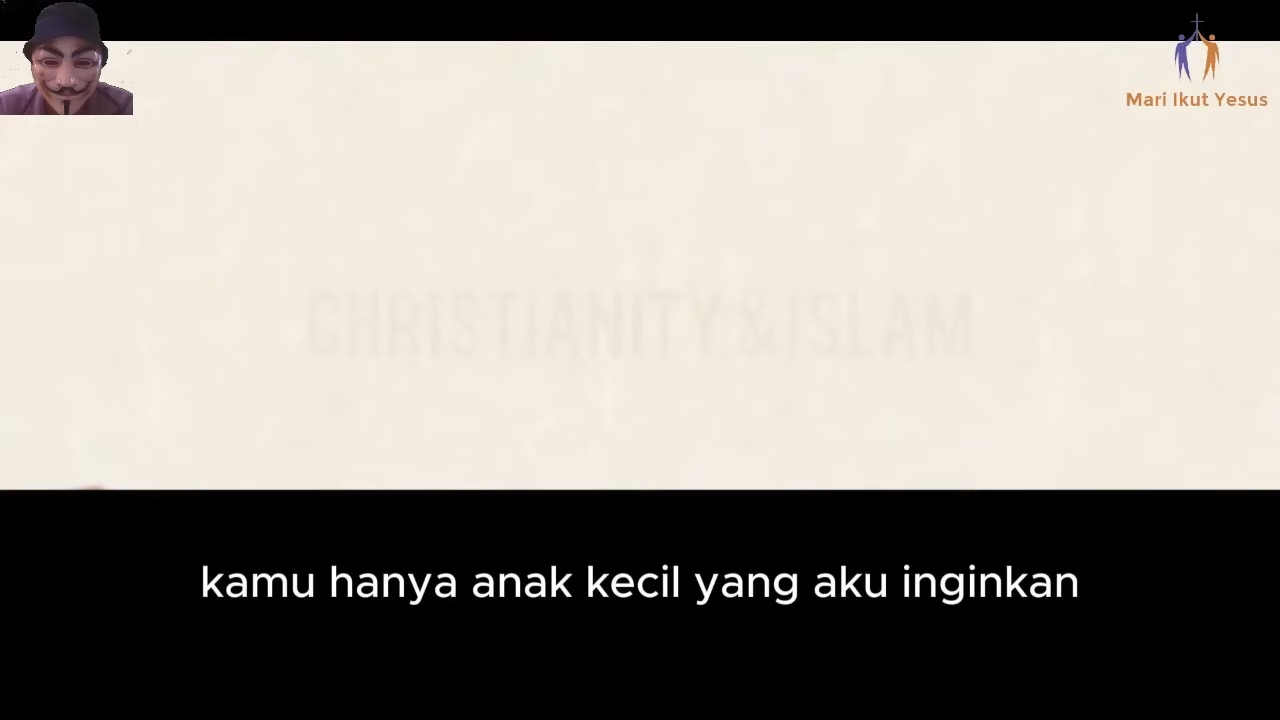 Mari Ikut Yesus
CHRISTIANITY & ISLAM
kamu hanya anak kecil yang aku inginkan